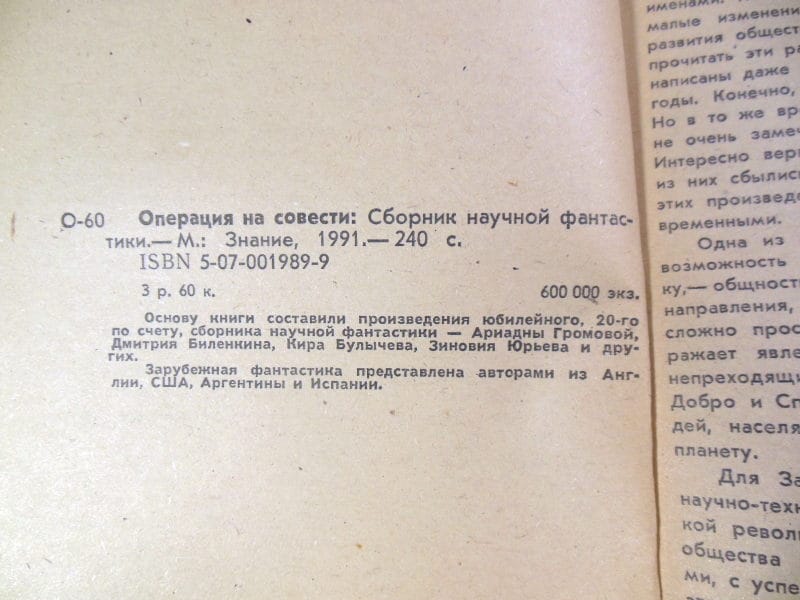 О-60 Операция на совести: Сборник научной фантас-
тики.— М.: Знание, 1991.— 240 с.
ISBN 5-07-001989-9
3 р. 60 к. 600 000 экз.
Основу книги составили произведения юбилейного, 20-го
по счету, сборника научной фантастики — Ариадны Громовой,
Дмитрия Биленкина, Кира Булычева, Зиновия Юрьева и дру-
гих.
Зарубежная фантастика представлена авторами из Анг-
лии, США, Аргентины и Испании.
именами.
малые изменени
развития общест
прочитать эти ра
написаны даже
годы. Конечно,
Но в то же вр
не очень замеч
Интересно вер
из них сбылис
этих произведе
временными.
Одна из
возможность
ку,— общност
направления,
сложно прос
ражает явле
непреходящи
Добро и Сп
дей, населя
планету.
Для За
научно-техн
кой револ
общества
ми, с успе